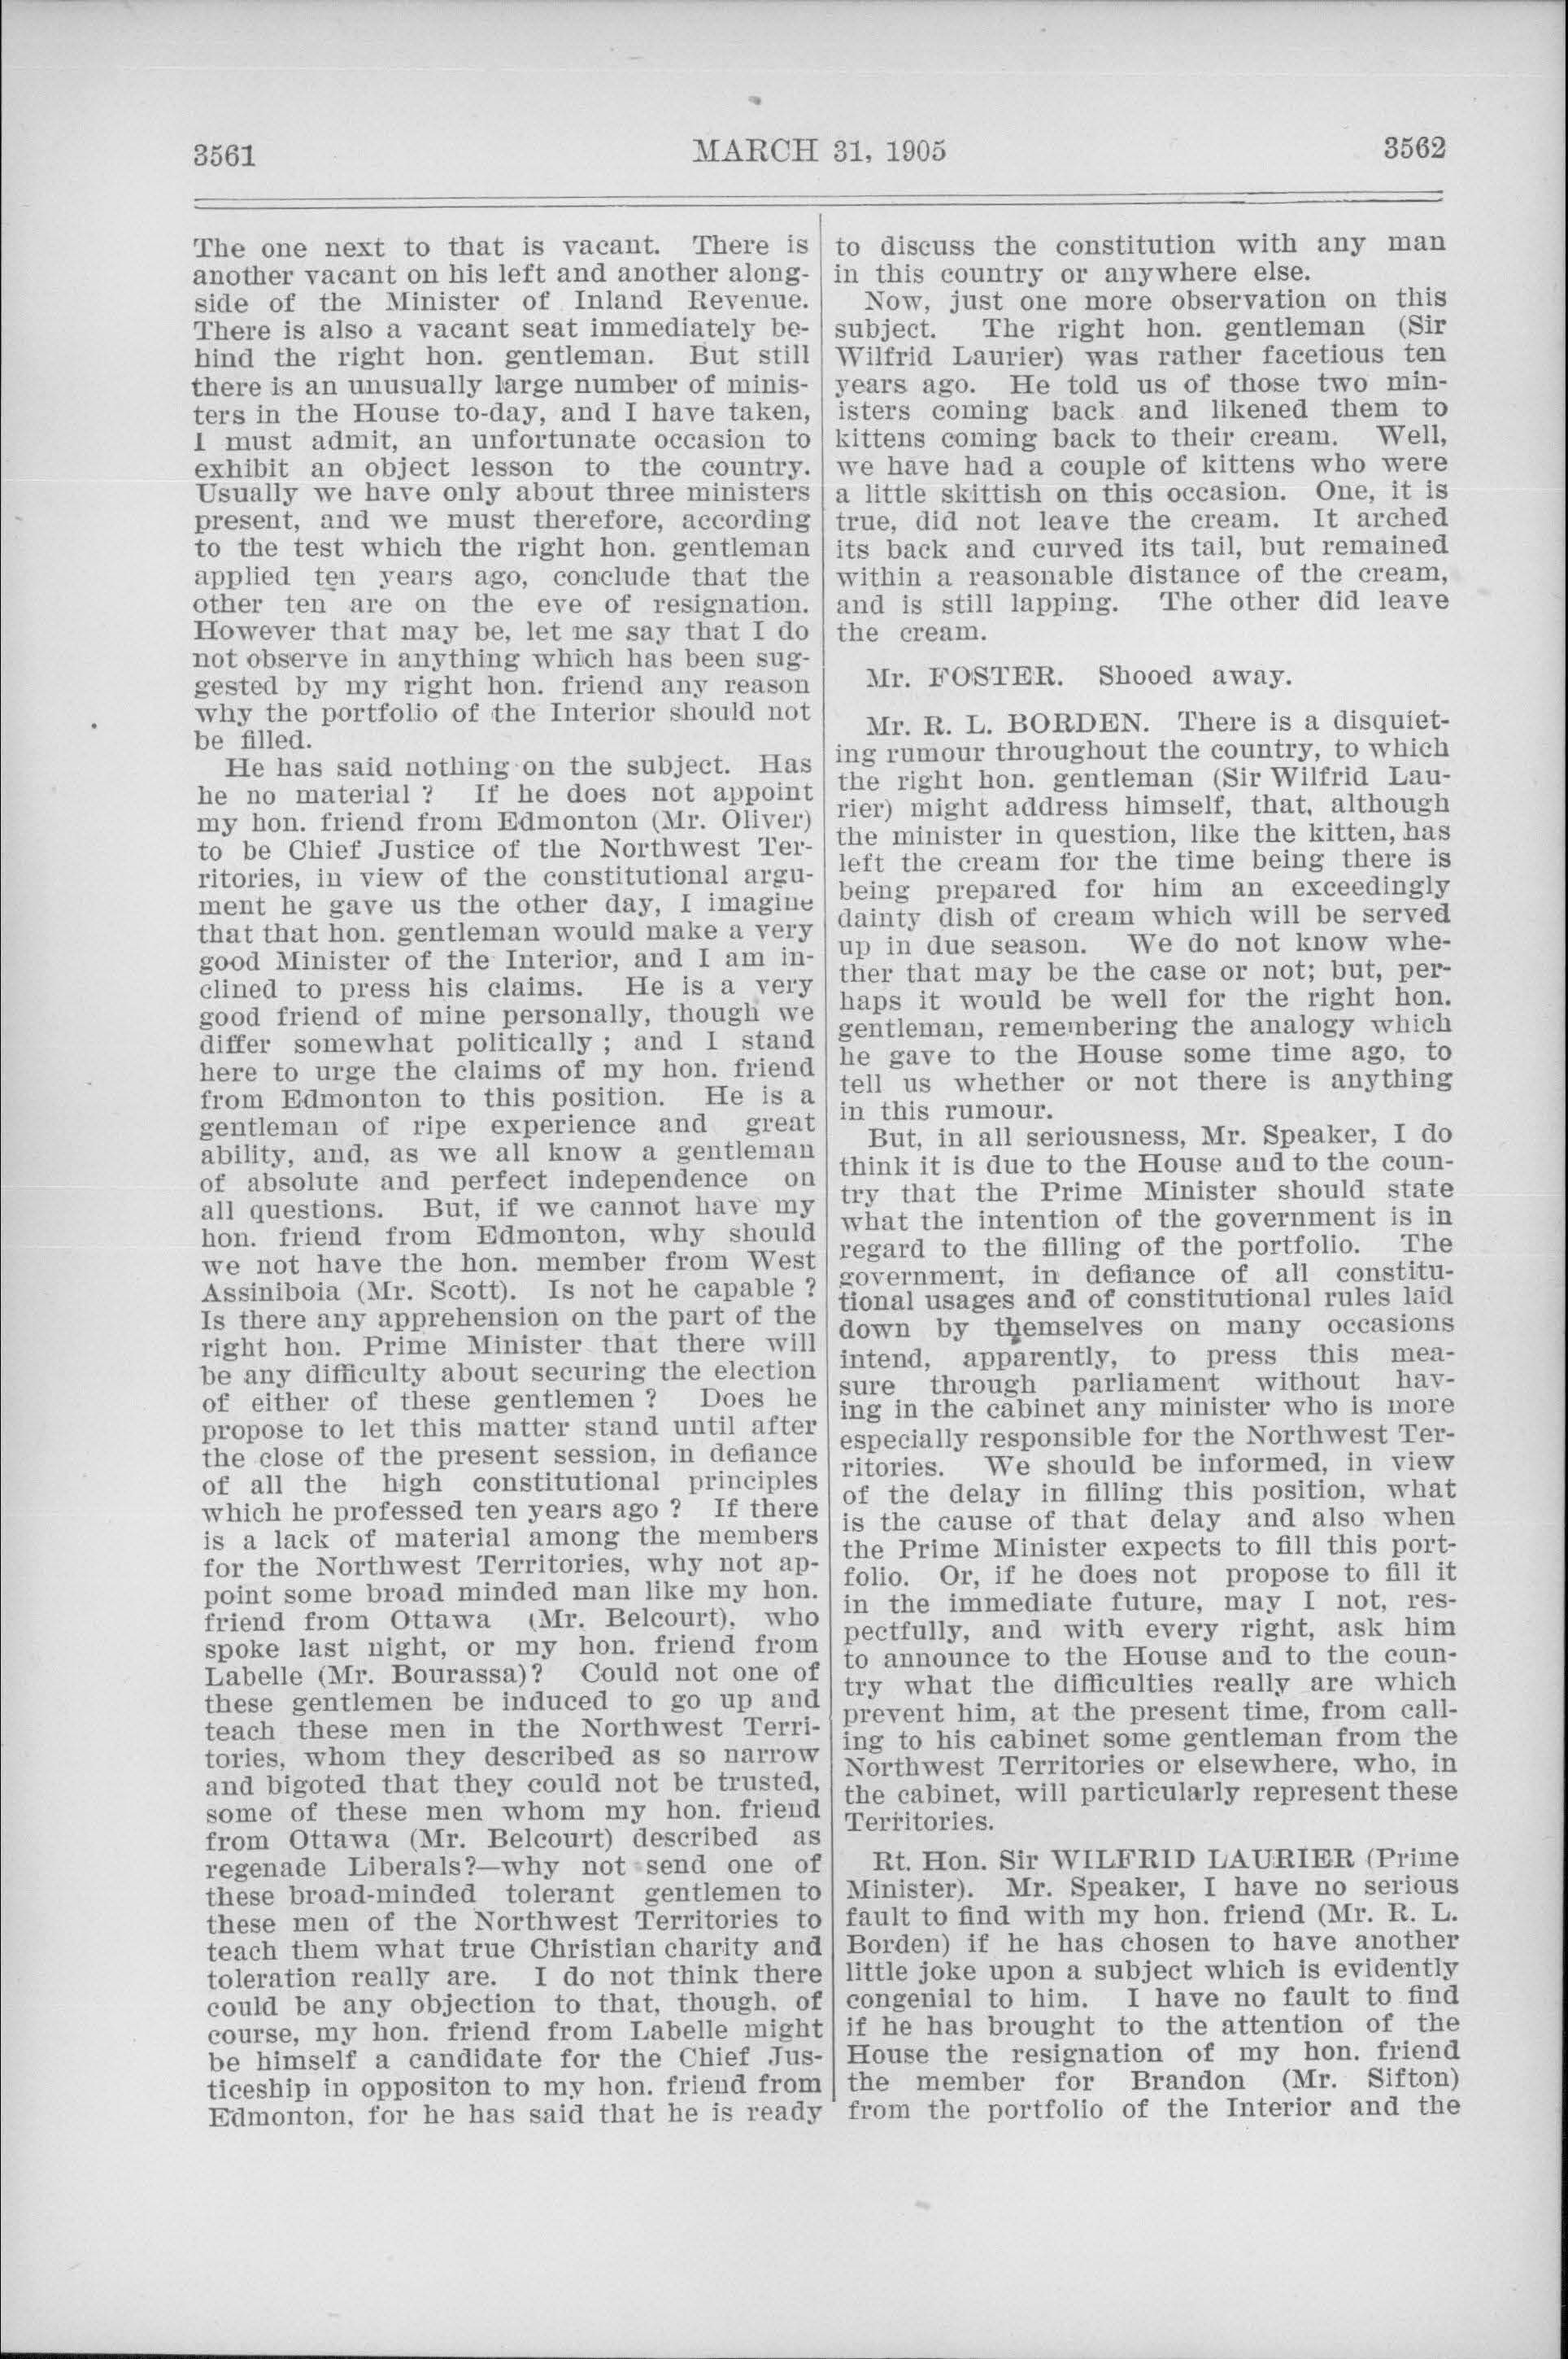 3561
MARCH 31, 1905
3562
The one next to that is vacant. There is
another vacant on his left and another along-
side of the Minister of Inland Revenue.
There is also a vacant seat immediately be-
hind the right hon. gentleman. But still
there is an unusually large number of minis-
ters in the House to-day, and I have taken,
I must admit, an unfortunate occasion to
exhibit an object lesson to the country.
Usually we have only about three ministers
present, and we must therefore, according
to the test which the right hon. gentleman
applied ten years ago, conclude that the
other ten are on the eve of resignation.
However that may be, let me say that I do
not observe in anything which has been sug-
gested by my right hon. friend any reason
why the portfolio of the Interior should not
be filled.
He has said nothing on the subject. Has
he no material ? If he does not appoint
my hon. friend from Edmonton (Mr. Oliver)
to be Chief Justice of the Northwest Ter-
ritories, in view of the constitutional argu-
ment he gave us the other day, I imagine
that that hon. gentleman would make a very
good Minister of the Interior, and I am in-
clined to press his claims. He is a very
good friend of mine personally, though we
differ somewhat politically ; and I stand
here to urge the claims of my hon. friend
from Edmonton to this position. He is a
gentleman of ripe experience and great
ability, and, as we all know a gentleman
of absolute and perfect independence on
all questions. But, if we cannot have my
hon. friend from Edmonton, why should
we not have the hon. member from West
Assiniboia (Mr. Scott). Is not he capable ?
Is there any apprehension on the part of the
right hon. Prime Minister that there will
be any difficulty about securing the election
of either of these gentlemen ? Does he
propose to let this matter stand until after
the close of the present session, in defiance
of all the high constitutional principles
which he professed ten years ago ? If there
is a lack of material among the members
for the Northwest Territories, why not ap-
point some broad minded man like my hon.
friend from Ottawa (Mr. Belcourt), who
spoke last night, or my hon. friend from
Labelle (Mr. Bourassa)? Could not one of
these gentlemen be induced to go up and
teach these men in the Northwest Terri-
tories, whom they described as so narrow
and bigoted that they could not be trusted,
some of these men whom my hon. friend
from Ottawa (Mr. Belcourt) described as
regenade Liberals?—why not send one of
these broad-minded tolerant gentlemen to
these men of the Northwest Territories to
teach them what true Christian charity and
toleration really are. I do not think there
could be any objection to that, though, of
course, my hon. friend from Labelle might
be himself a candidate for the Chief Jus-
ticeship in oppositon to my hon. friend from
Edmonton, for he has said that he is ready
to discuss the constitution with any man
in this country or anywhere else.
Now, just one more observation on this
subject. The right hon. gentleman (Sir
Wilfrid Laurier) was rather facetious ten
years ago. He told us of those two min-
isters coming back and likened them to
kittens coming back to their cream. Well,
we have had a couple of kittens who were
a little skittish on this occasion. One, it is
true, did not leave the cream. It arched
its back and curved its tail, but remained
within a reasonable distance of the cream,
and is still lapping. The other did leave
the cream.
Mr. FOSTER. Shooed away.
Mr. R. L. BORDEN. There is a disquiet-
ing rumour throughout the country, to which
the right hon. gentleman (Sir Wilfrid Lau-
rier) might address himself, that, although
the minister in question, like the kitten, has
left the cream for the time being there is
being prepared for him an exceedingly
dainty dish of cream which will be served
up in due season. We do not know whe-
ther that may be the case or not; but, per-
haps it would be well for the right hon.
gentleman, remembering the analogy which
he gave to the House some time ago, to
tell us whether or not there is anything
in this rumour.
But, in all seriousness, Mr. Speaker, I do
think it is due to the House and to the coun-
try that the Prime Minister should state
what the intention of the government is in
regard to the filling of the portfolio. The
government, in defiance of all constitu-
tional usages and of constitutional rules laid
down by themselves on many occasions
intend, apparently, to press this mea-
sure through parliament without hav-
ing in the cabinet any minister who is more
especially responsible for the Northwest Ter-
ritories. We should be informed, in view
of the delay in filling this position, what
is the cause of that delay and also when
the Prime Minister expects to fill this port-
folio. Or, if he does not propose to fill it
in the immediate future, may I not, res-
pectfully, and with every right, ask him
to announce to the House and to the coun-
try what the difficulties really are which
prevent him, at the present time, from call-
ing to his cabinet some gentleman from the
Northwest Territories or elsewhere, who, in
the cabinet, will particularly represent these
Territories.
Rt. Hon. Sir WILFRID LAURIER (Prime
Minister). Mr. Speaker, I have no serious
fault to find with my hon. friend (Mr. R. L.
Borden) if he has chosen to have another
little joke upon a subject which is evidently
congenial to him. I have no fault to find
if he has brought to the attention of the
House the resignation of my hon. friend
the member for Brandon (Mr. Sifton)
from the portfolio of the Interior and the